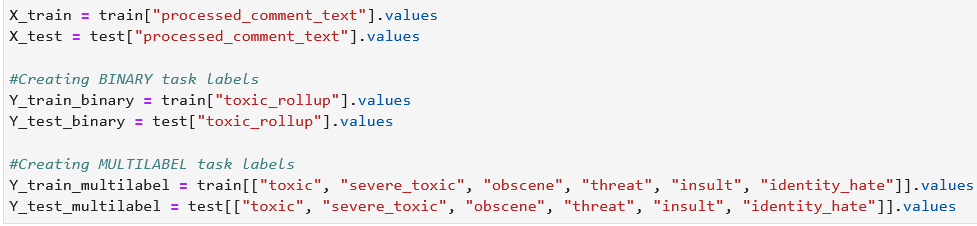 X_train = train["processed_comment_text"].values
X_test = test["processed_comment_text"].values
#Creating BINARY task labels
Y_train_binary = train["toxic_rollup"].values
Y_test_binary = test["toxic_rollup"].values
#Creating MULTILABEL task labels
Y_train_multilabel = train[["toxic", "severe_toxic", "obscene", "threat", "insult", "identity_hate"]].values
Y_test_multilabel = test[["toxic", "severe_toxic", "obscene", "threat", "insult", "identity_hate"]].values